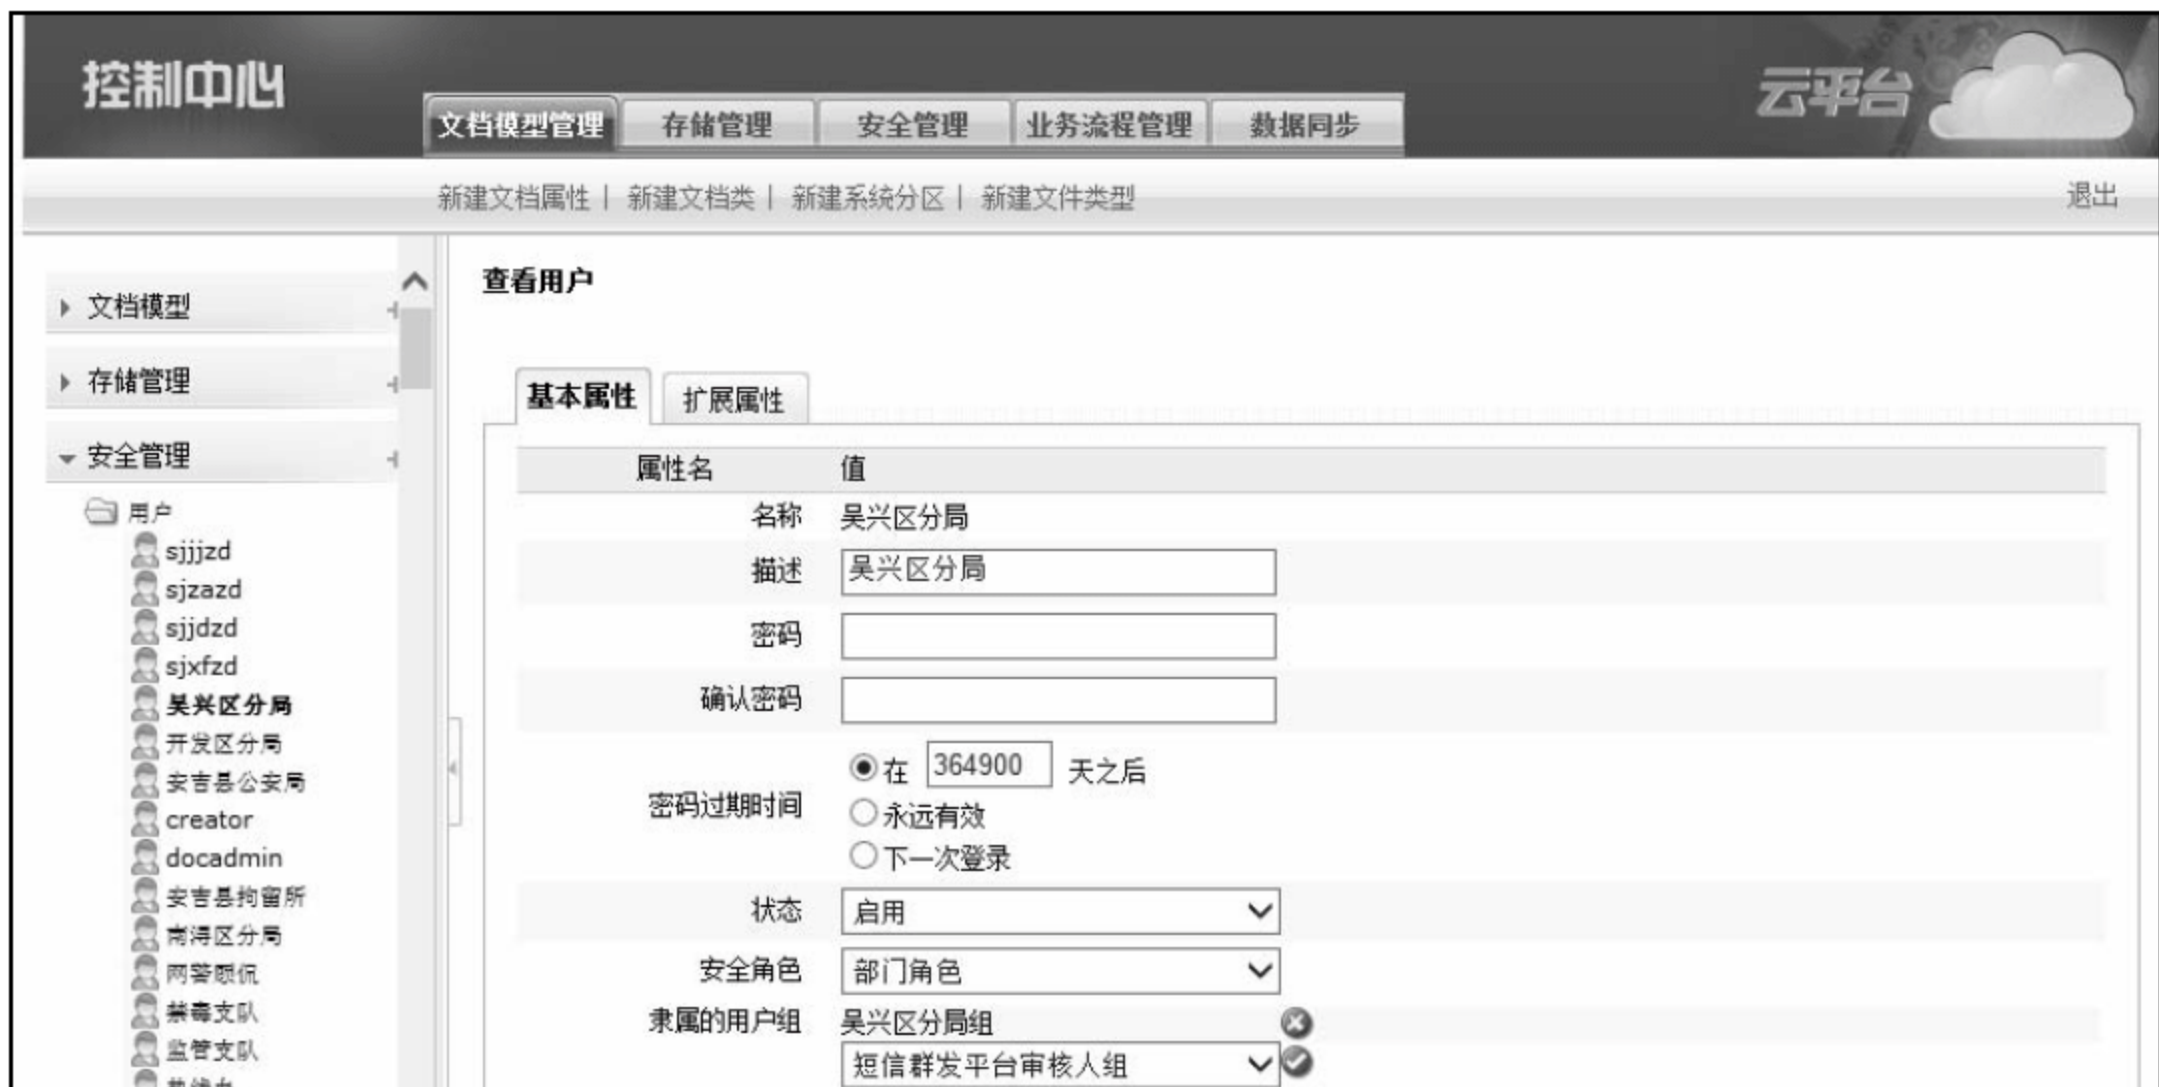 控制中心
云平台
文档模型管理 存储管理 安全管理 业务流程管理 数据同步
新建文档属性 | 新建文档类 | 新建系统分区 | 新建文件类型
退出
文档模型
存储管理
安全管理
用户
sjjjzd
sjzazd
sjjdzd
sjxfzd
吴兴区分局
开发区分局
安吉县公安局
creator
docadmin
安吉县拘留所
南浔区分局
网警顾侃
禁毒支队
监管支队
查看用户
基本属性 扩展属性
属性名 值
名称 吴兴区分局
描述 吴兴区分局
密码
确认密码
密码过期时间
在 364900 天之后
永远有效
下一次登录
状态 启用
安全角色 部门角色
隶属的用户组 吴兴区分局组
短信群发平台审核人组